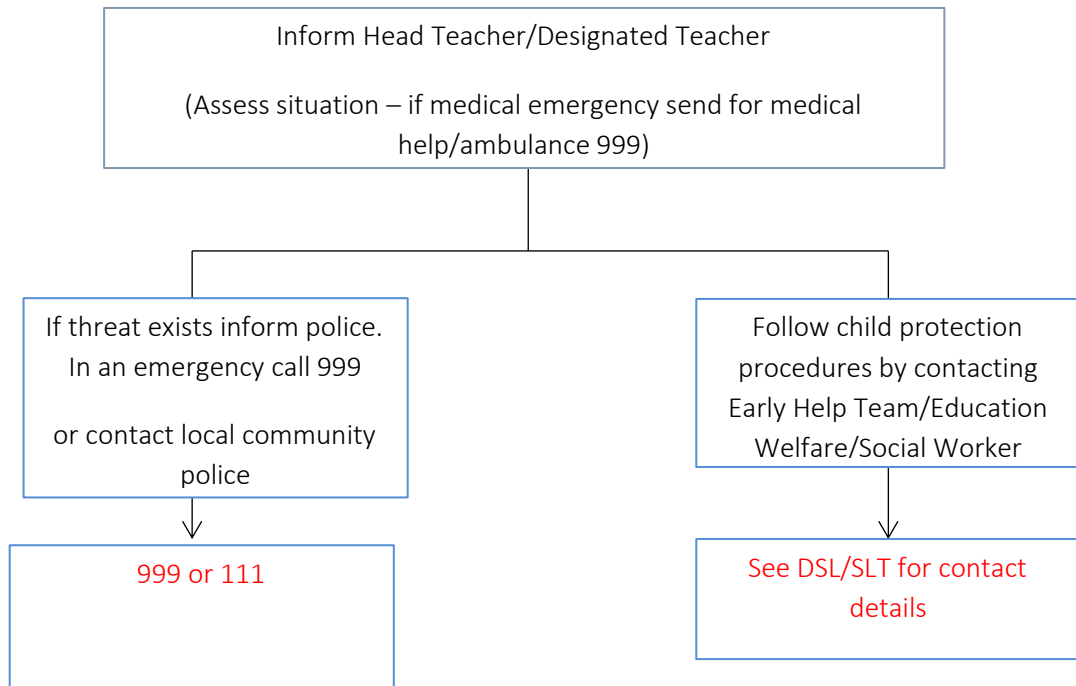 Inform Head Teacher/Designated Teacher
(Assess situation – if medical emergency send for medical
help/ambulance 999)
If threat exists inform police.
In an emergency call 999
or contact local community
police
Follow child protection
procedures by contacting
Early Help Team/Education
Welfare/Social Worker
999 or 111
See DSL/SLT for contact
details